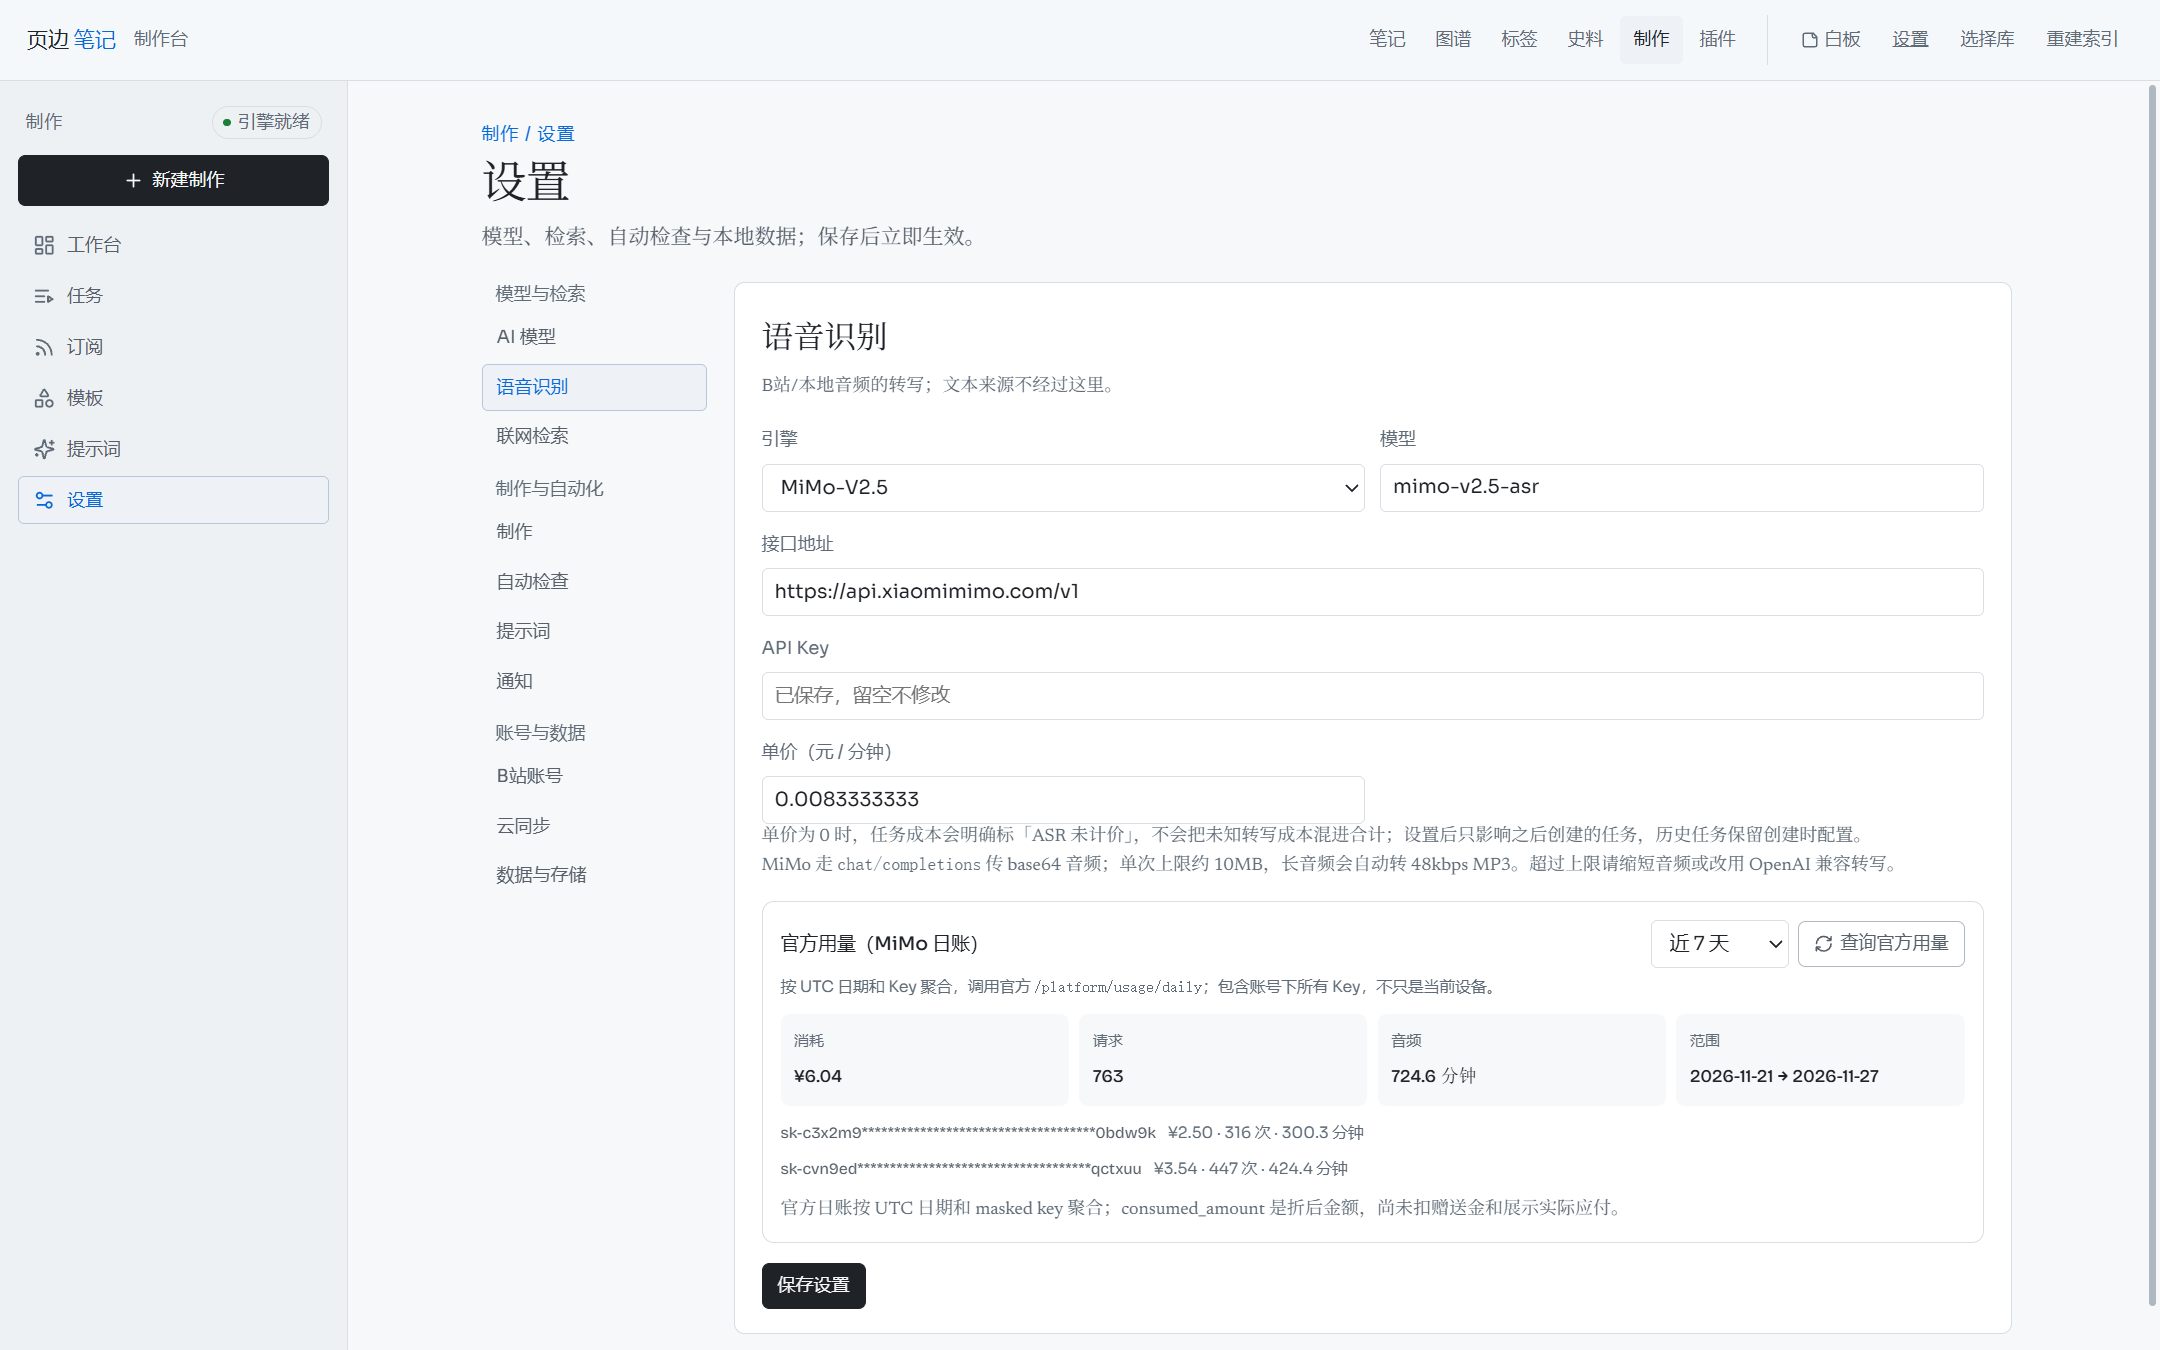 页边 笔记 制作台
笔记 图谱 标签 史料 制作 插件 白板 设置 选择库 重建索引
制作 引擎就绪
新建制作
工作台
任务
订阅
模板
提示词
设置
制作 / 设置
设置
模型、检索、自动检查与本地数据；保存后立即生效。
模型与检索
AI 模型
语音识别
联网检索
制作与自动化
制作
自动检查
提示词
通知
账号与数据
B站账号
云同步
数据与存储
语音识别
B站/本地音频的转写；文本来源不经过这里。
引擎 模型
MiMo-V2.5 mimo-v2.5-asr
接口地址
https://api.xiaomimimo.com/v1
API Key
已保存，留空不修改
单价（元 / 分钟）
0.0083333333
单价为 0 时，任务成本会明确标「ASR 未计价」，不会把未知转写成本混进合计；设置后只影响之后创建的任务，历史任务保留创建时配置。
MiMo 走 chat/completions 传 base64 音频；单次上限约 10MB，长音频会自动转 48kbps MP3。超过上限请缩短音频或改用 OpenAI 兼容转写。
官方用量（MiMo 日账） 近 7 天 查询官方用量
按 UTC 日期和 Key 聚合，调用官方 /platform/usage/daily；包含账号下所有 Key，不只是当前设备。
消耗 请求 音频 范围
¥6.04 763 724.6 分钟 2026-11-21 → 2026-11-27
sk-c3x2m9************************************0bdw9k ¥2.50 · 316 次 · 300.3 分钟
sk-cvn9ed************************************qctxuu ¥3.54 · 447 次 · 424.4 分钟
官方日账按 UTC 日期和 masked key 聚合；consumed_amount 是折后金额，尚未扣赠送金和展示实际应付。
保存设置